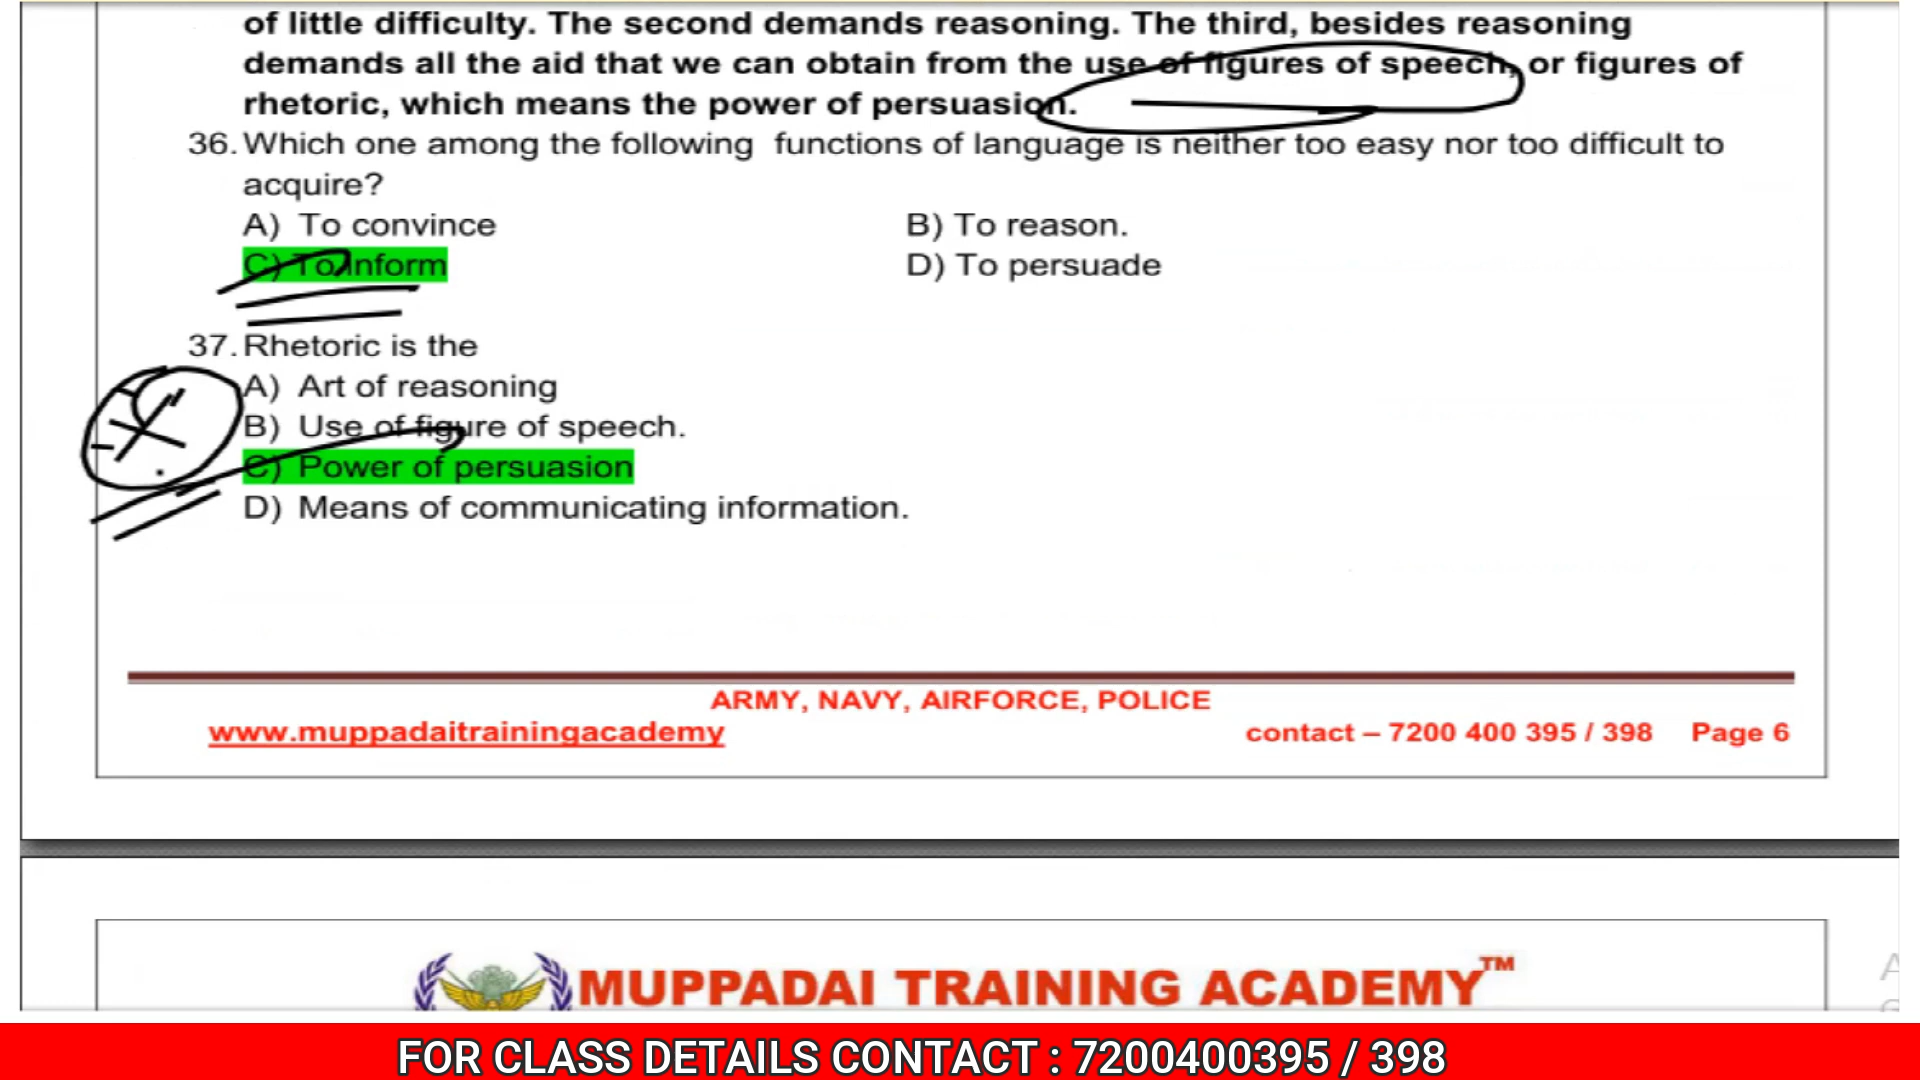 of little difficulty. The second demands reasoning. The third, besides reasoning
demands all the aid that we can obtain from the use of figures of speech, or figures of
rhetoric, which means the power of persuasion.
36. Which one among the following functions of language is neither too easy nor too difficult to
acquire?
A) To convince B) To reason.
C) To Inform D) To persuade
37. Rhetoric is the
A) Art of reasoning
B) Use of figure of speech.
C) Power of persuasion
D) Means of communicating information.
ARMY, NAVY, AIRFORCE, POLICE
www.muppadaitrainingacademy contact – 7200 400 395 / 398 Page 6
MUPPADAI TRAINING ACADEMY™
FOR CLASS DETAILS CONTACT : 7200400395 / 398